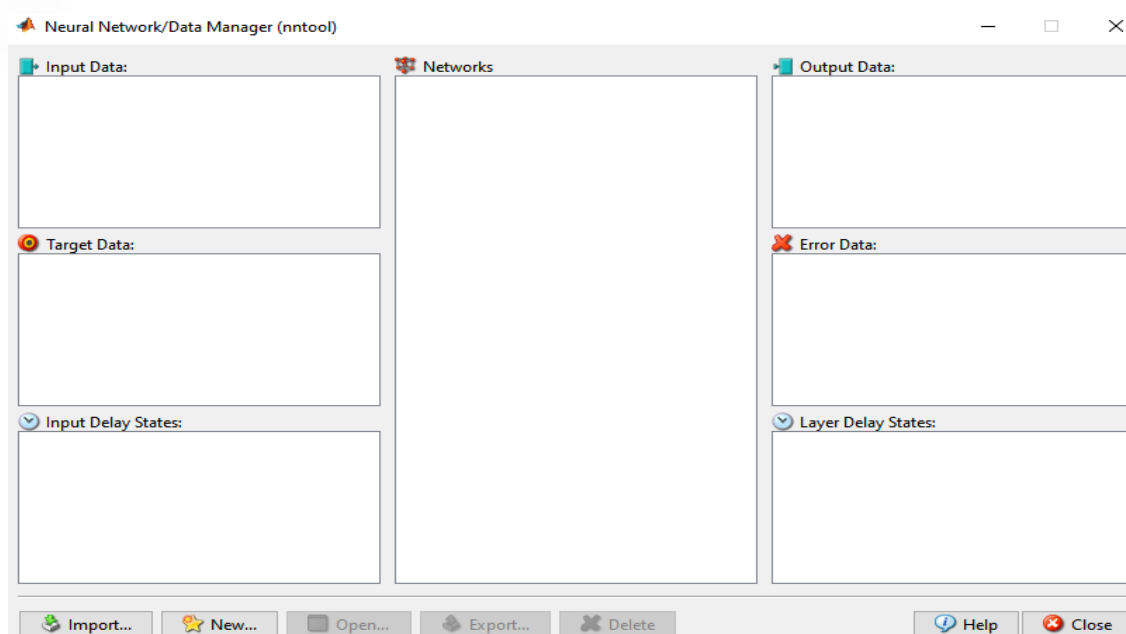 Neural Network/Data Manager (nntool)
Input Data:
Networks
Output Data:
Target Data:
Error Data:
Input Delay States:
Layer Delay States:
Import...
New...
Open...
Export...
Delete
Help
Close